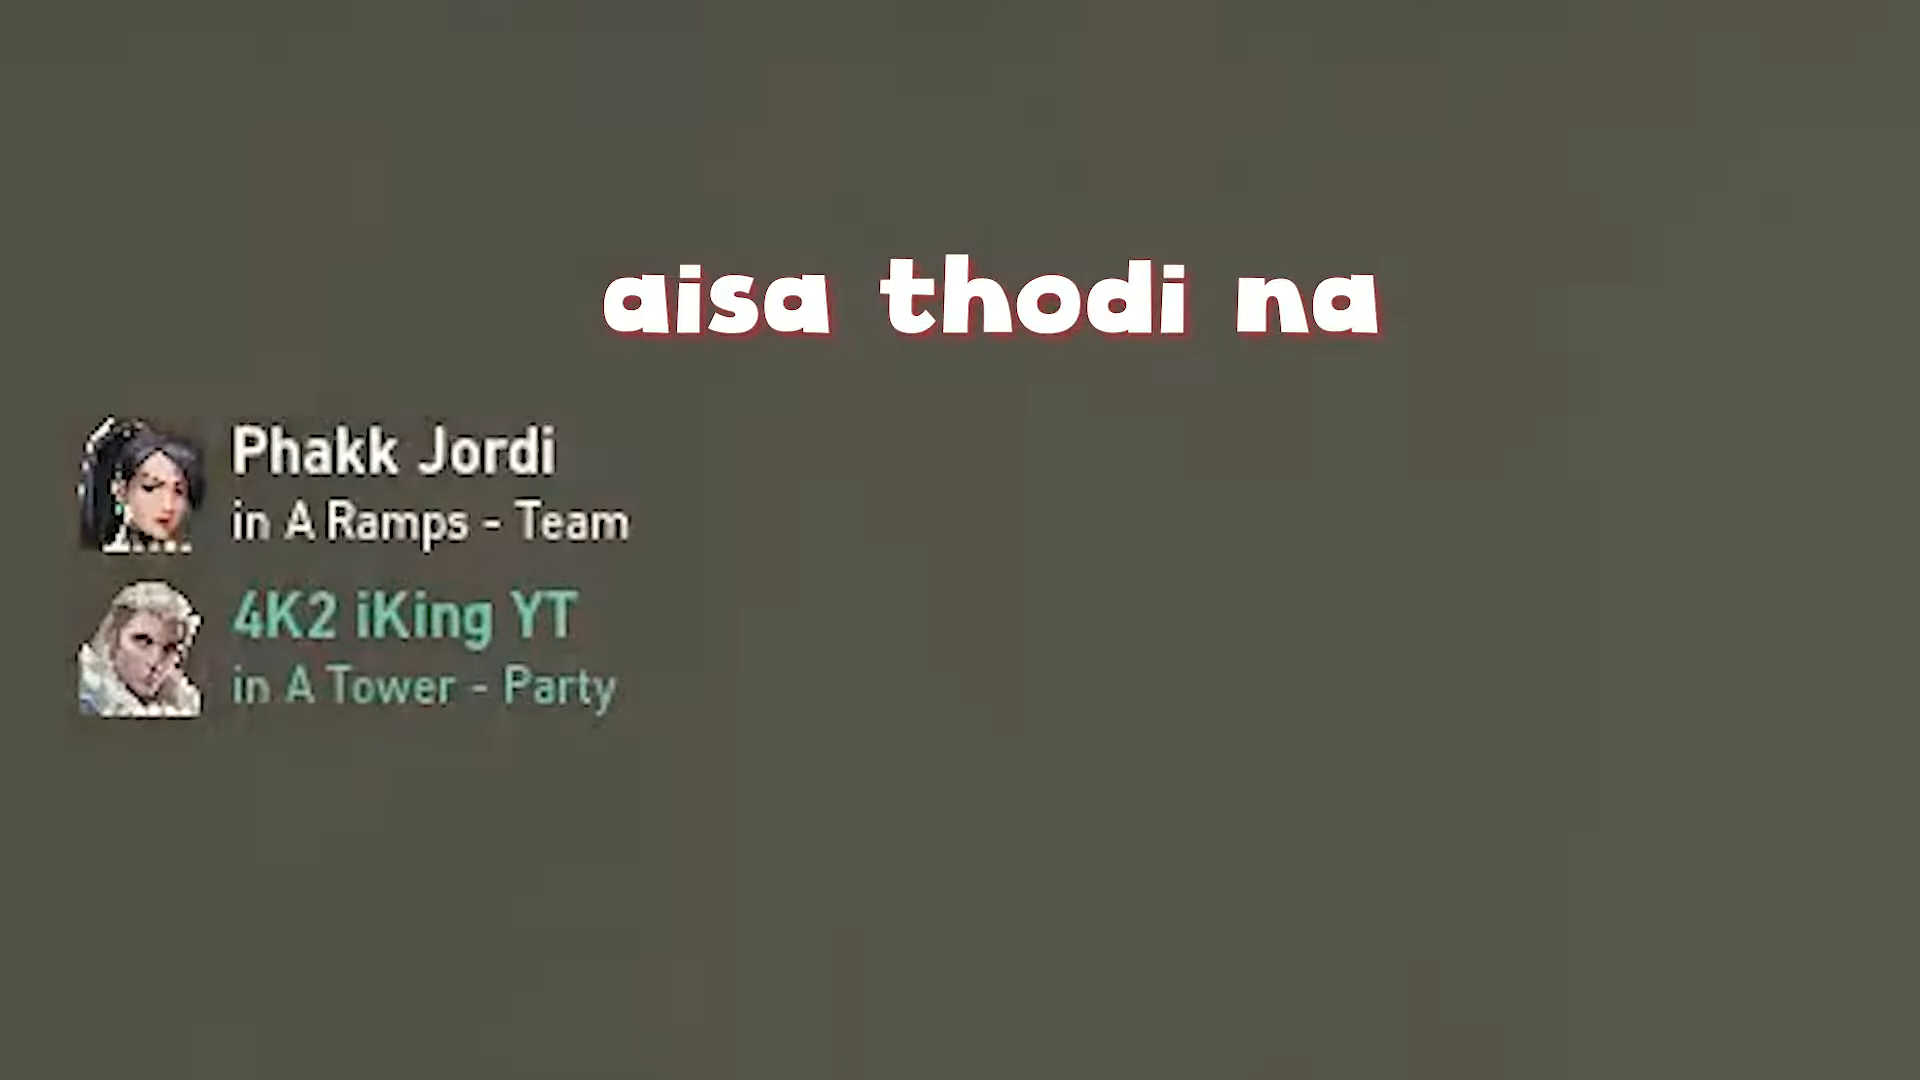 aisa thodi na
Phakk Jordi
in A Ramps - Team
4K2 iKing YT
in A Tower - Party